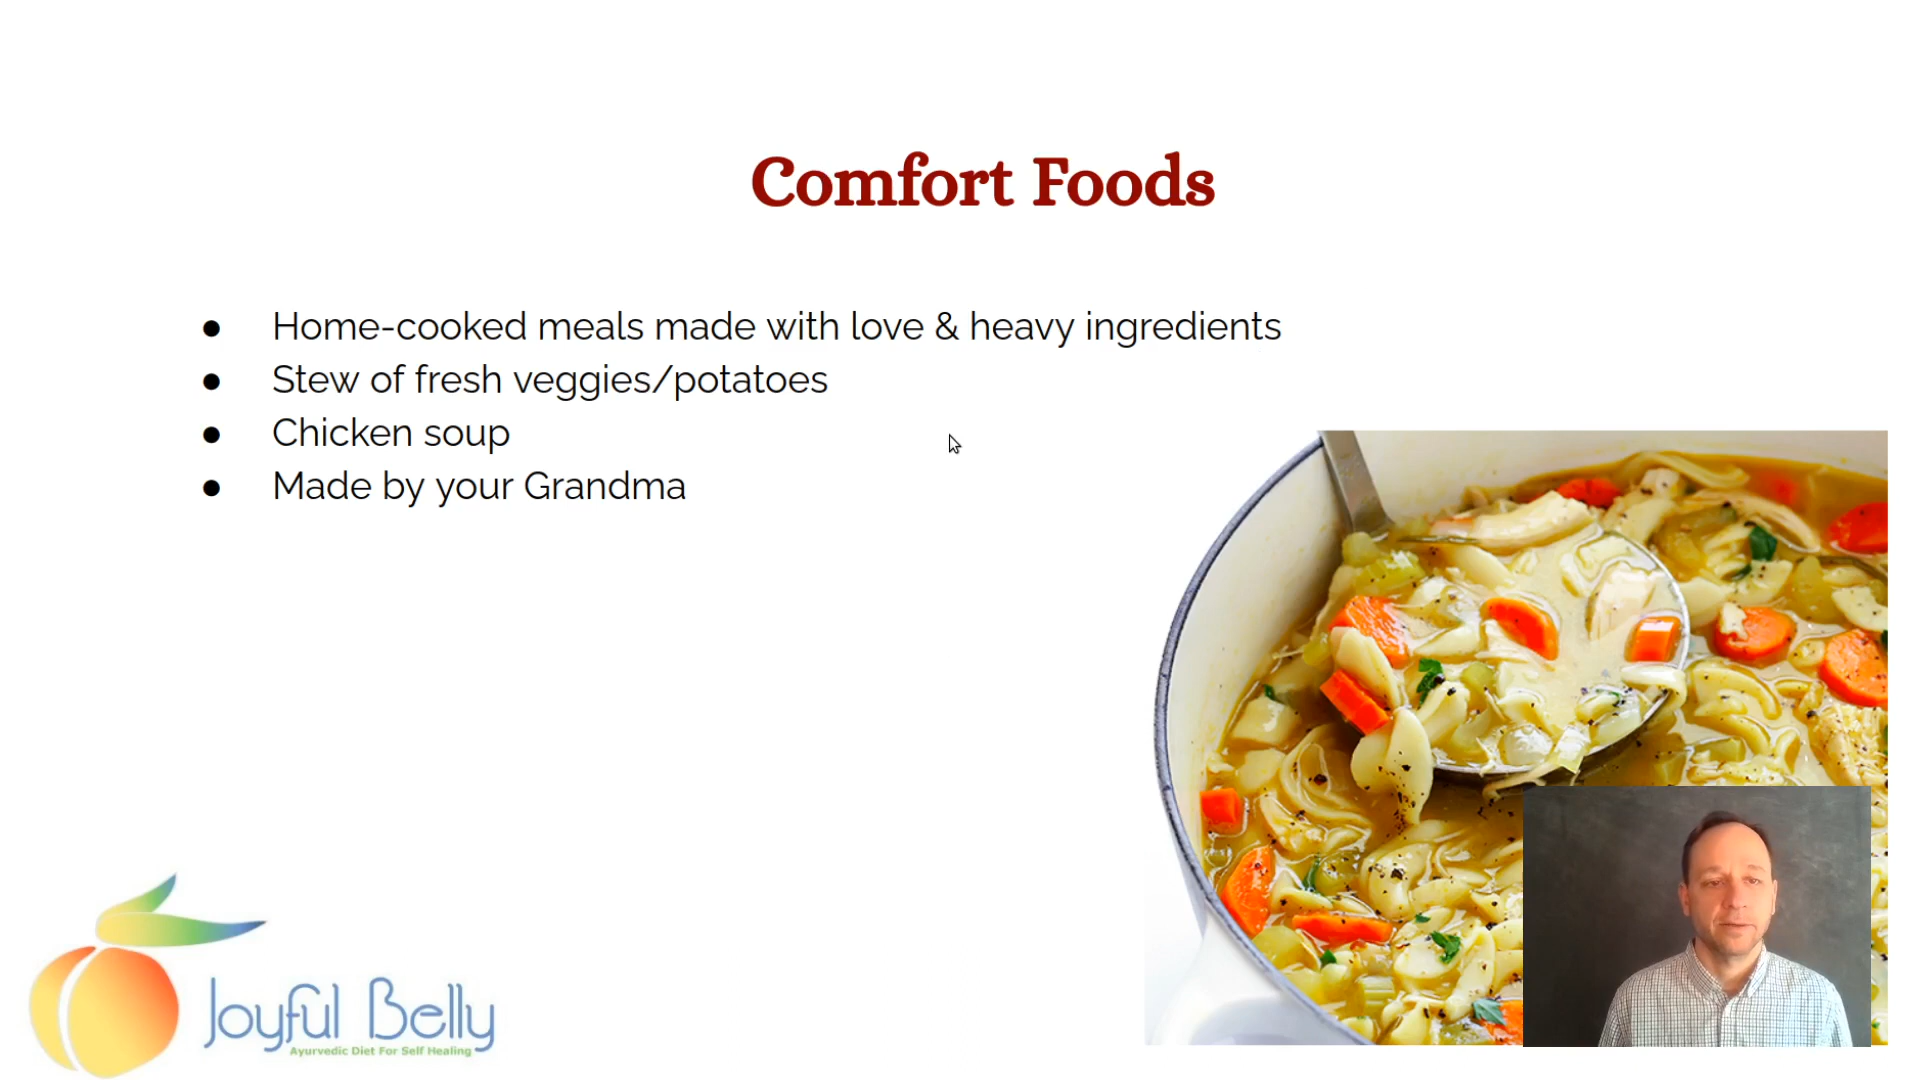 Comfort Foods
● Home-cooked meals made with love & heavy ingredients
● Stew of fresh veggies/potatoes
● Chicken soup
● Made by your Grandma
Joyful Belly
Ayurvedic Diet For Self Healing